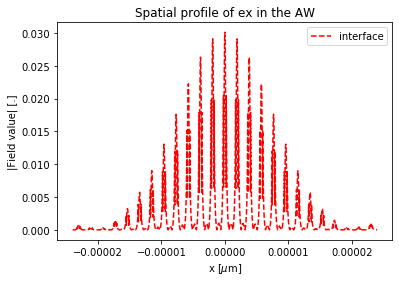 Spatial profile of ex in the AW
interface
|Field value| [.]
0.030
0.025
0.020
0.015
0.010
0.005
0.000
−0.00002 −0.00001 0.00000 0.00001 0.00002
x [μm]